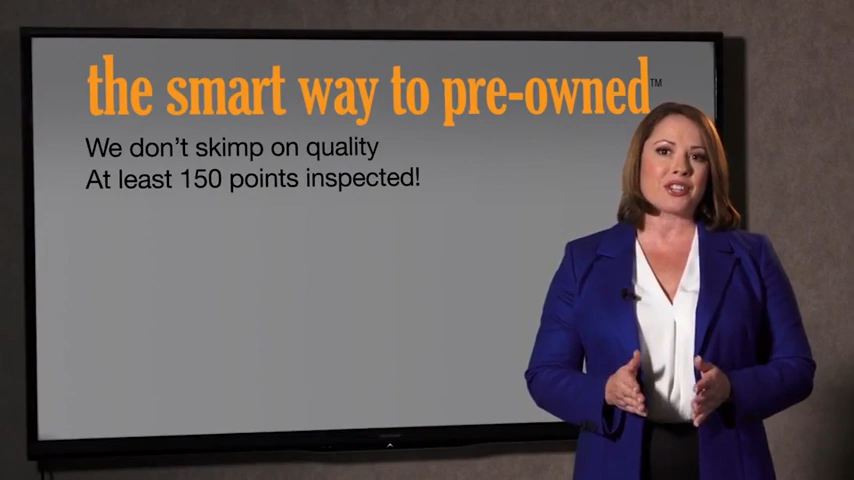 the smart way to pre-owned™
We don't skimp on quality
At least 150 points inspected!